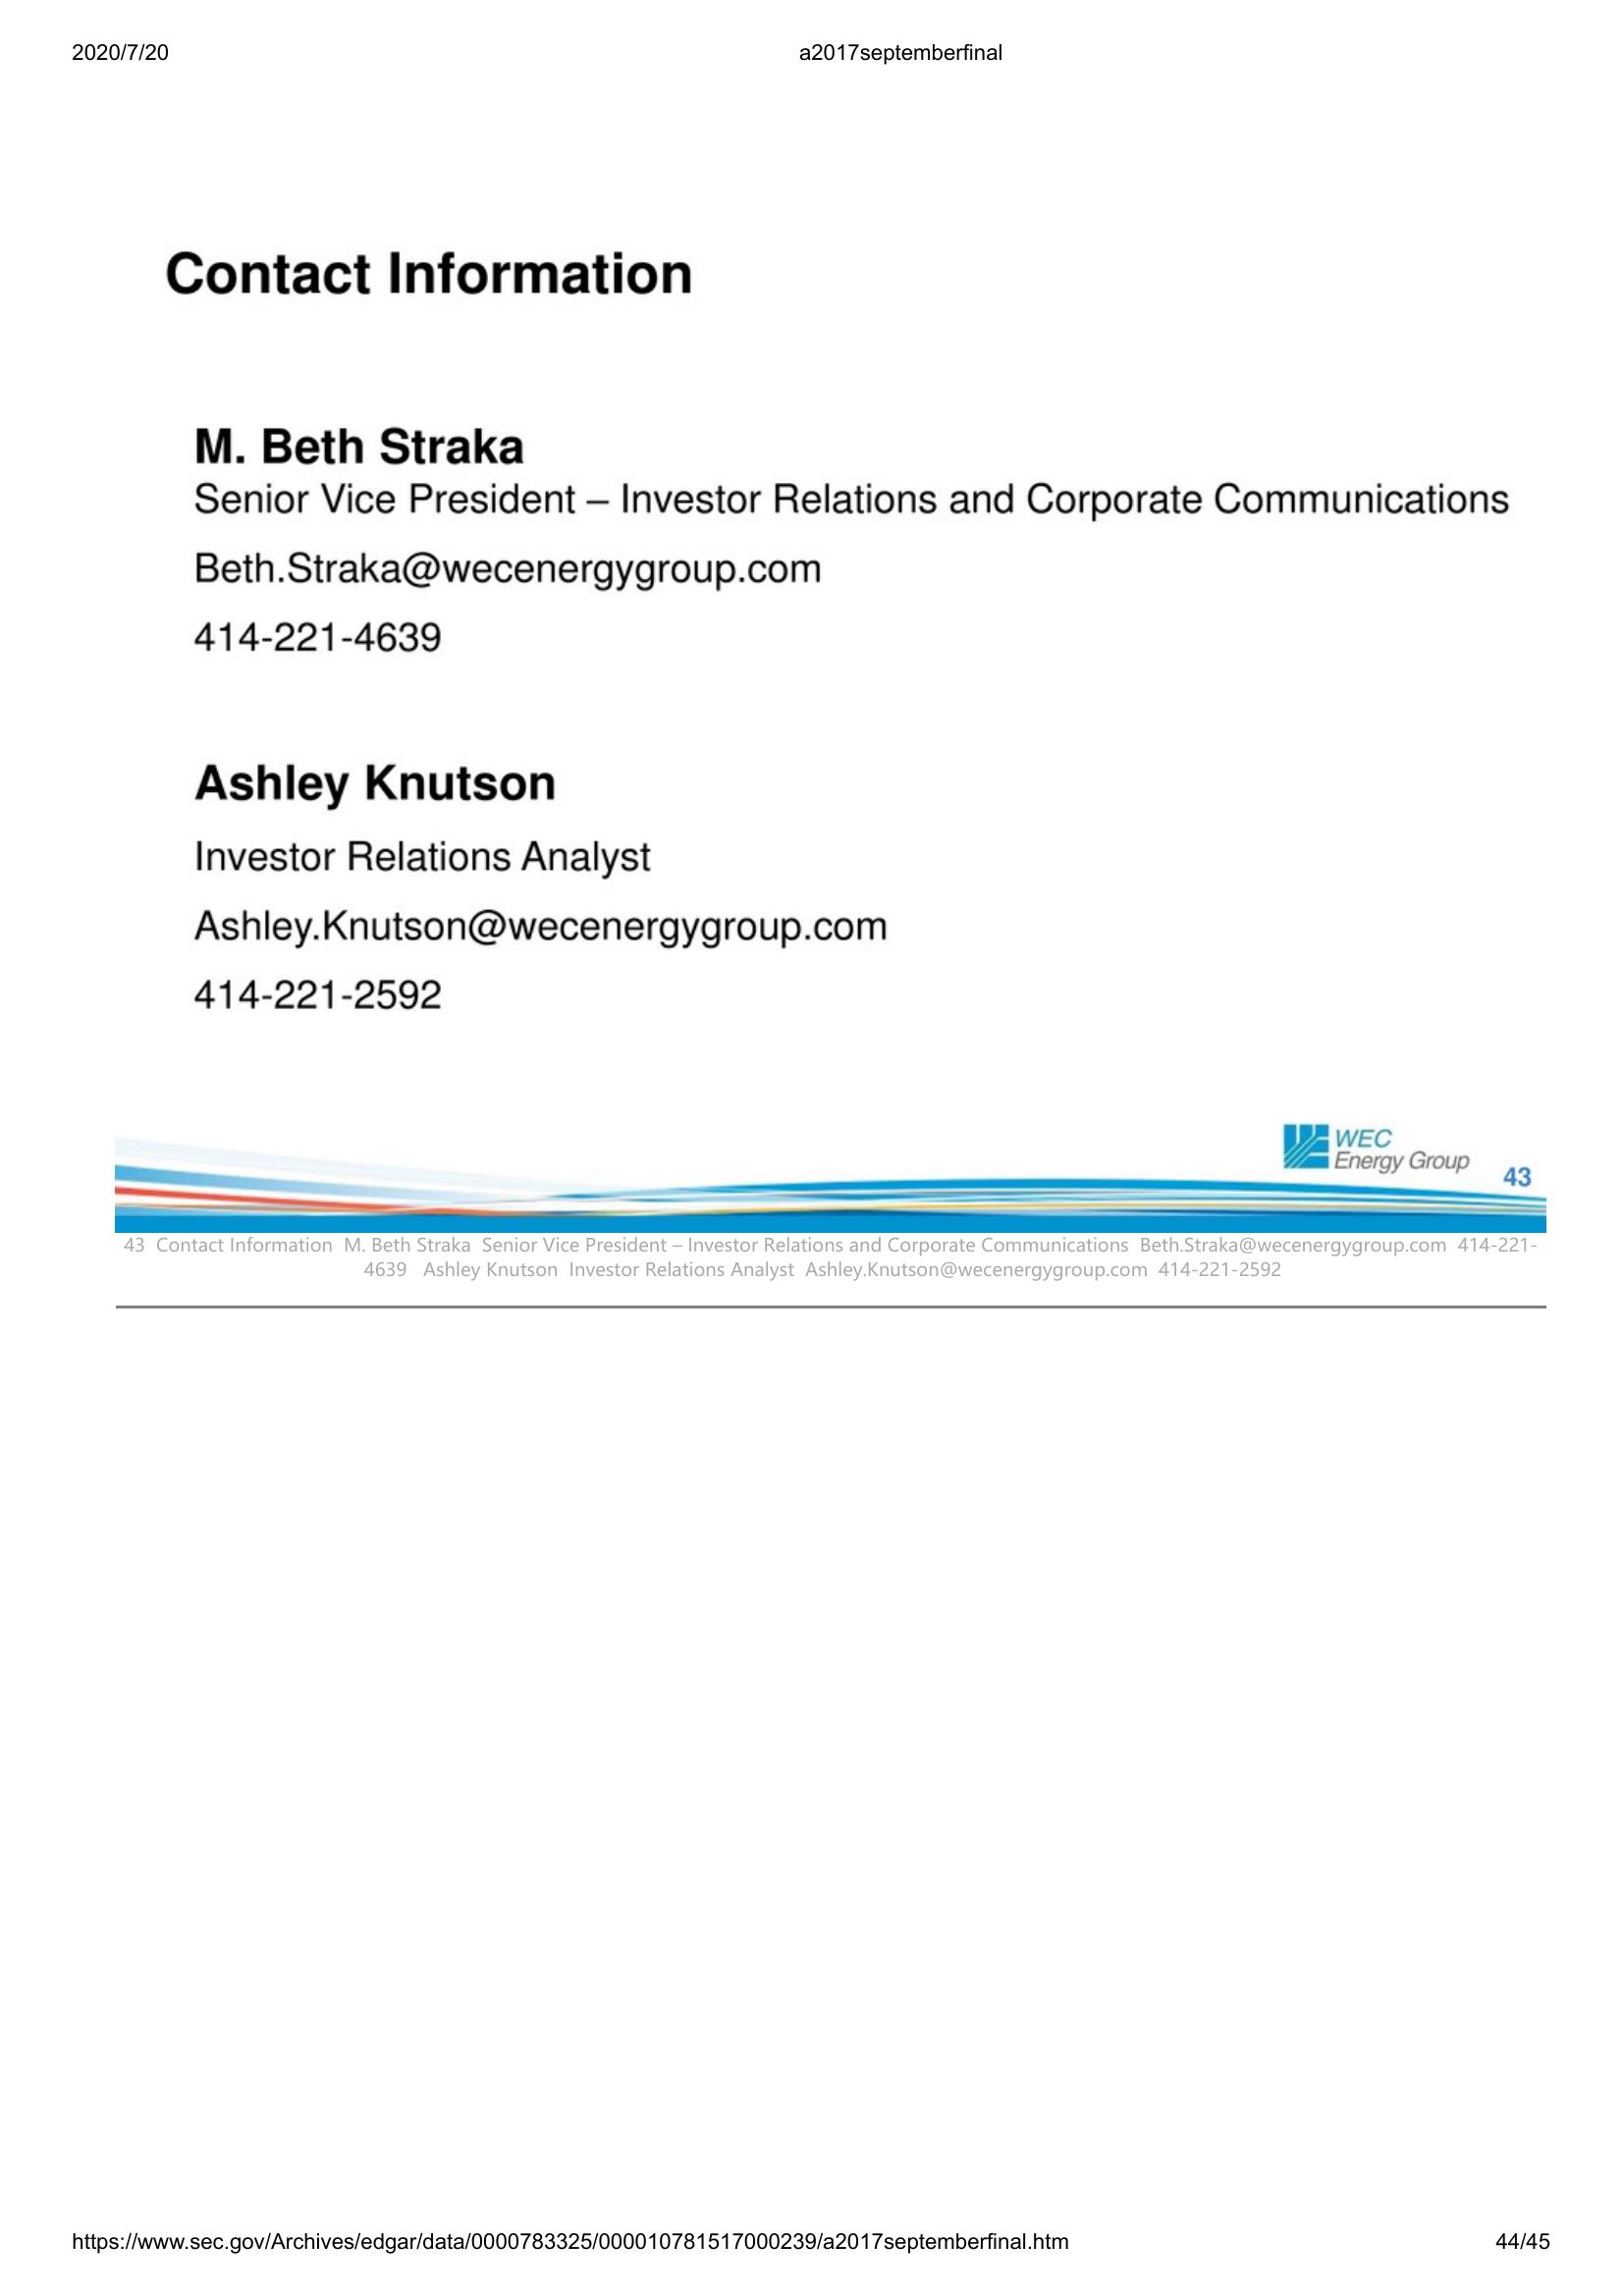 2020/7/20 a2017septemberfinal
Contact Information
M. Beth Straka
Senior Vice President – Investor Relations and Corporate Communications
Beth.Straka@wecenergygroup.com
414-221-4639
Ashley Knutson
Investor Relations Analyst
Ashley.Knutson@wecenergygroup.com
414-221-2592
WEC
Energy Group
43
43 Contact Information M. Beth Straka Senior Vice President – Investor Relations and Corporate Communications Beth.Straka@wecenergygroup.com 414-221-
4639 Ashley Knutson Investor Relations Analyst Ashley.Knutson@wecenergygroup.com 414-221-2592
https://www.sec.gov/Archives/edgar/data/0000783325/000010781517000239/a2017septemberfinal.htm 44/45